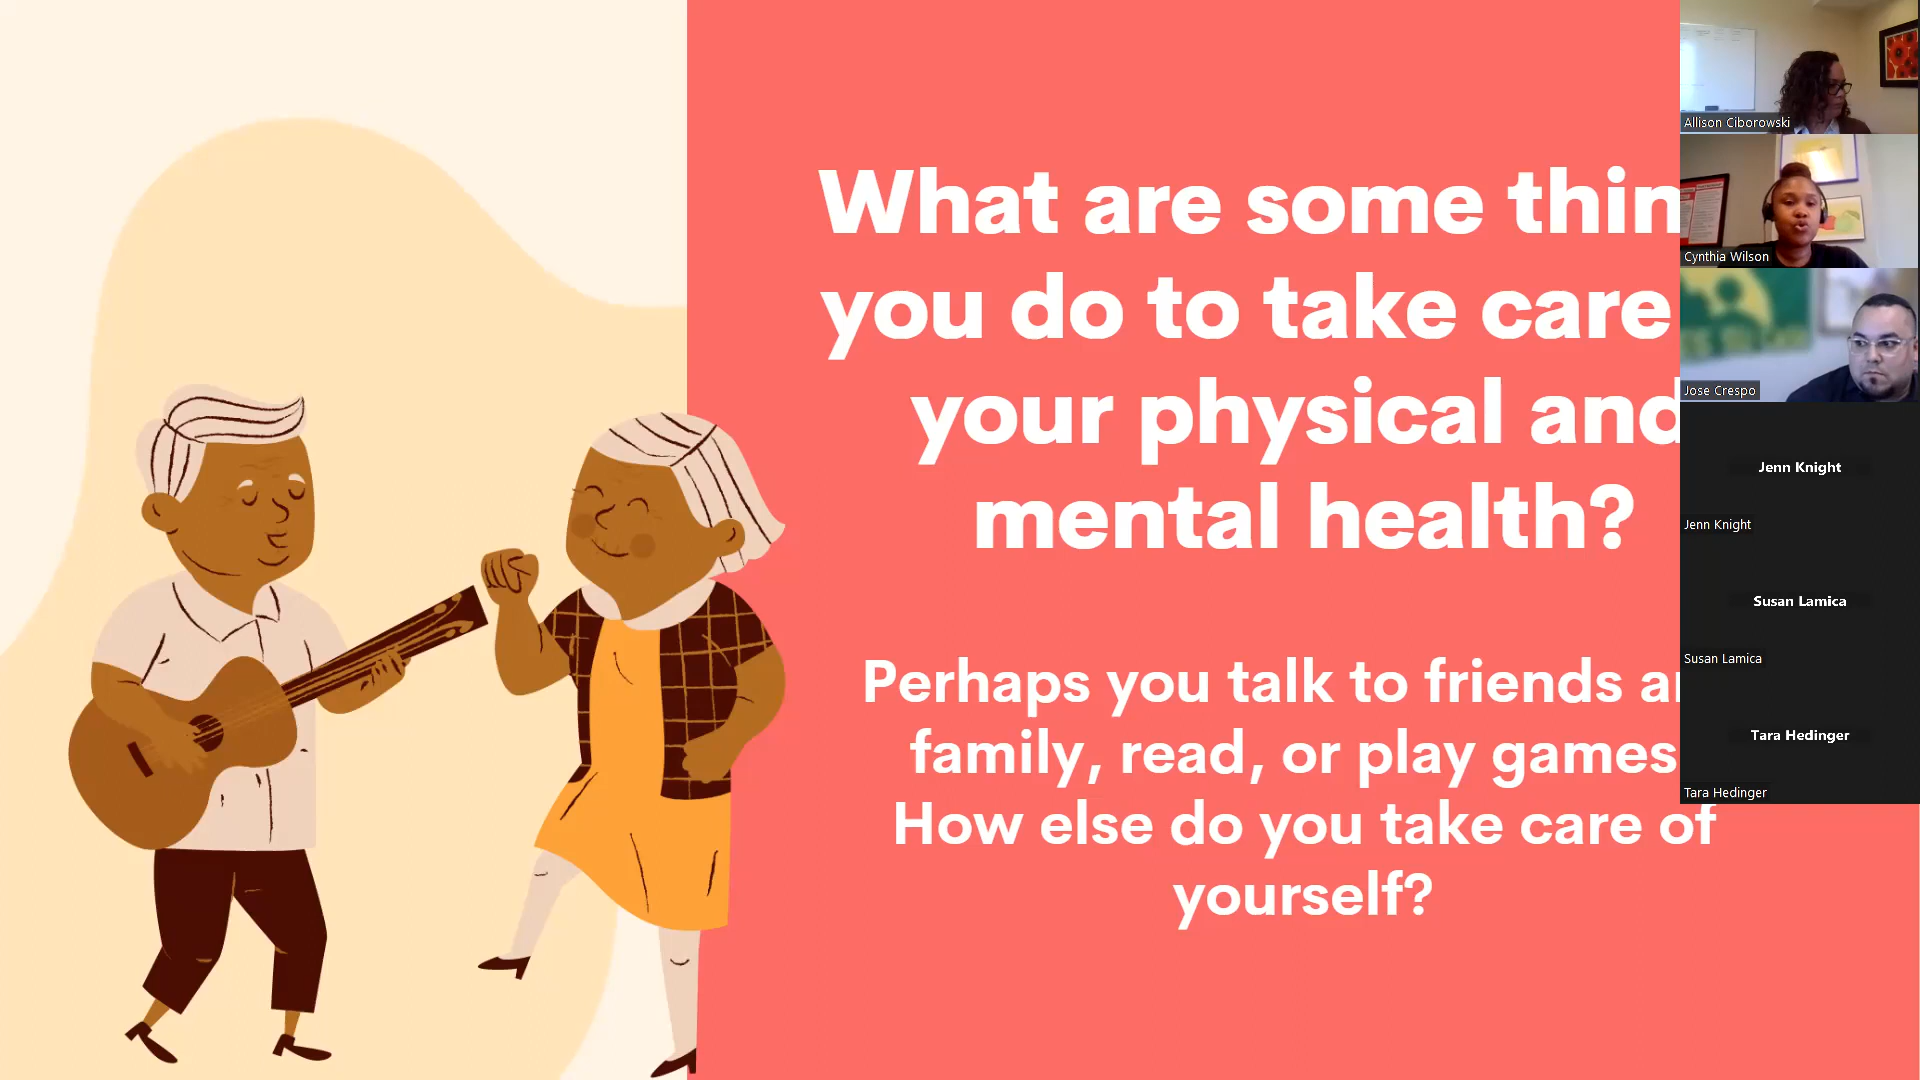 What are some thin
you do to take care
your physical and
mental health?
Perhaps you talk to friends a
family, read, or play games
How else do you take care of
yourself?
Allison Ciborowski
Cynthia Wilson
Jose Crespo
Jenn Knight
Jenn Knight
Susan Lamica
Susan Lamica
Tara Hedinger
Tara Hedinger